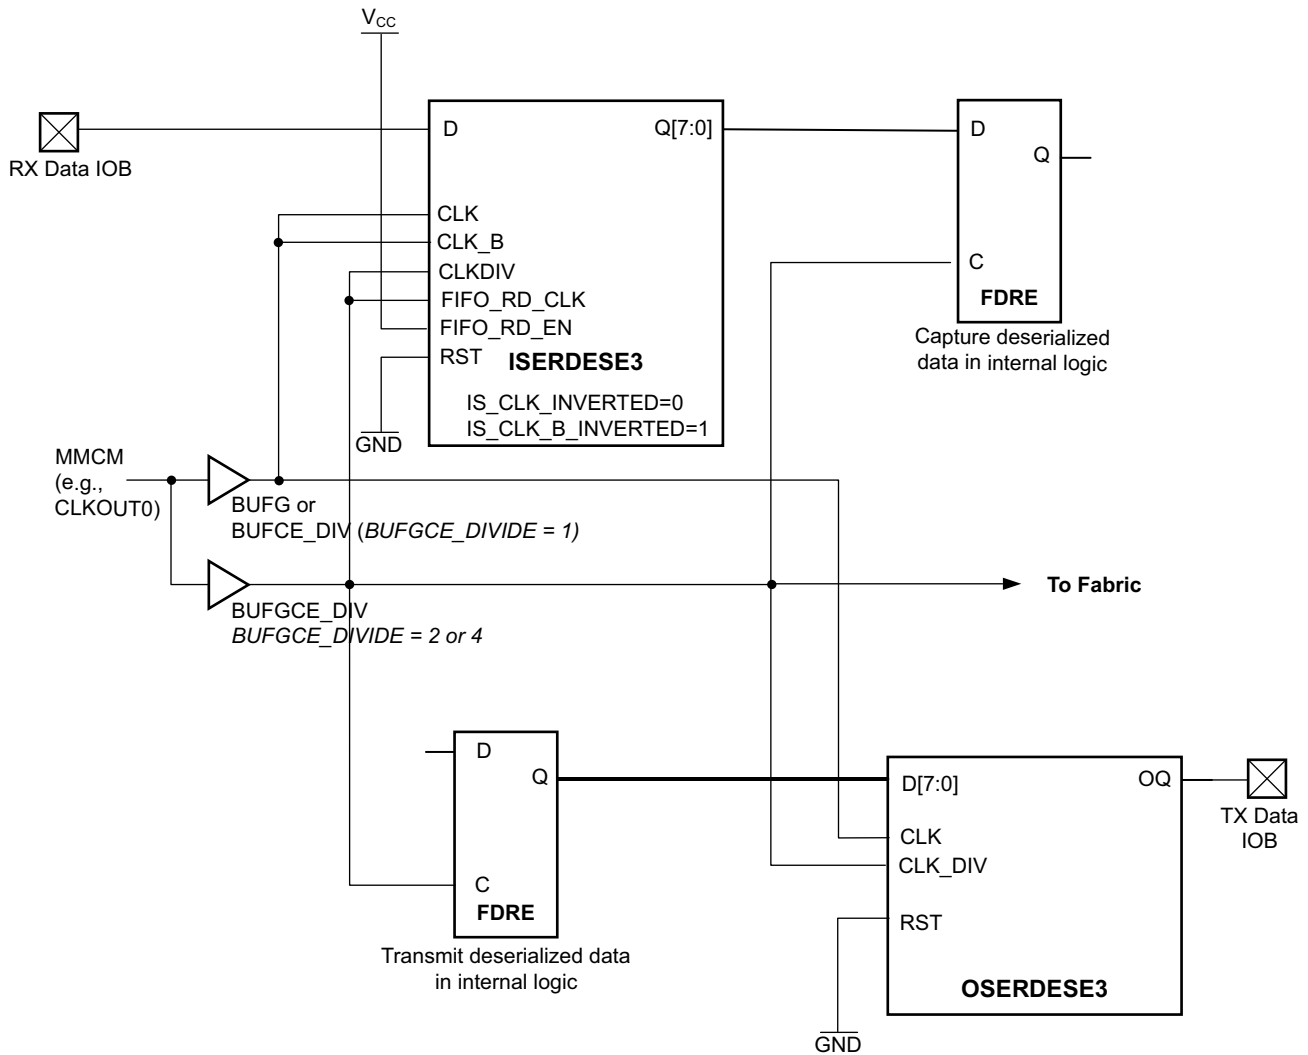 VCC
RX Data IOB
D
Q[7:0]
CLK
CLK_B
CLKDIV
FIFO_RD_CLK
FIFO_RD_EN
RST
ISERDESE3
IS_CLK_INVERTED=0
IS_CLK_B_INVERTED=1
GND
D
Q
C
FDRE
Capture deserialized
data in internal logic
MMCM
(e.g.,
CLKOUT0)
BUFG or
BUFCE_DIV (BUFGCE_DIVIDE = 1)
BUFGCE_DIV
BUFGCE_DIVIDE = 2 or 4
To Fabric
D
Q
C
FDRE
Transmit deserialized data
in internal logic
D[7:0]
OQ
CLK
CLK_DIV
RST
OSERDESE3
GND
TX Data
IOB